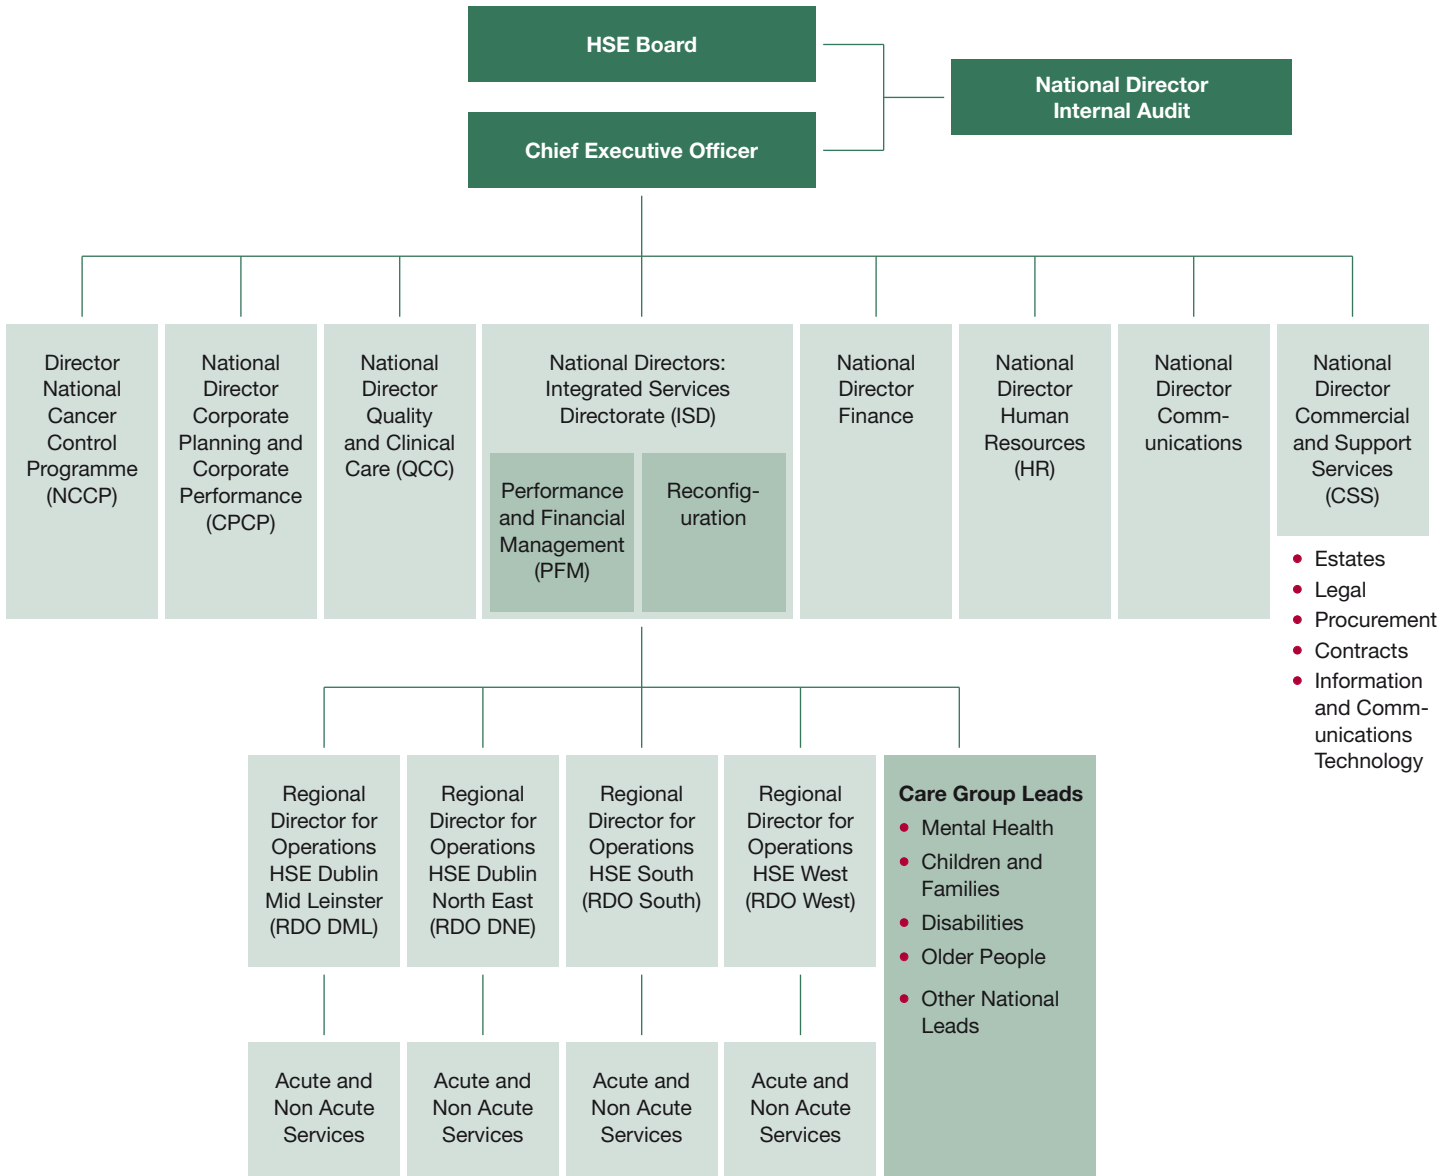 HSE Board
National Director
Internal Audit
Chief Executive Officer
Director
National
Cancer
Control
Programme
(NCCP)
National
Director
Corporate
Planning and
Corporate
Performance
(CPCP)
National
Director
Quality
and Clinical
Care (QCC)
National Directors:
Integrated Services
Directorate (ISD)
Performance
and Financial
Management
(PFM)
Reconfig-
uration
National
Director
Finance
National
Director
Human
Resources
(HR)
National
Director
Comm-
unications
National
Director
Commercial
and Support
Services
(CSS)
• Estates
• Legal
• Procurement
• Contracts
• Information
and Comm-
unications
Technology
Regional
Director for
Operations
HSE Dublin
Mid Leinster
(RDO DML)
Regional
Director for
Operations
HSE Dublin
North East
(RDO DNE)
Regional
Director for
Operations
HSE South
(RDO South)
Regional
Director for
Operations
HSE West
(RDO West)
Care Group Leads
• Mental Health
• Children and
Families
• Disabilities
• Older People
• Other National
Leads
Acute and
Non Acute
Services
Acute and
Non Acute
Services
Acute and
Non Acute
Services
Acute and
Non Acute
Services